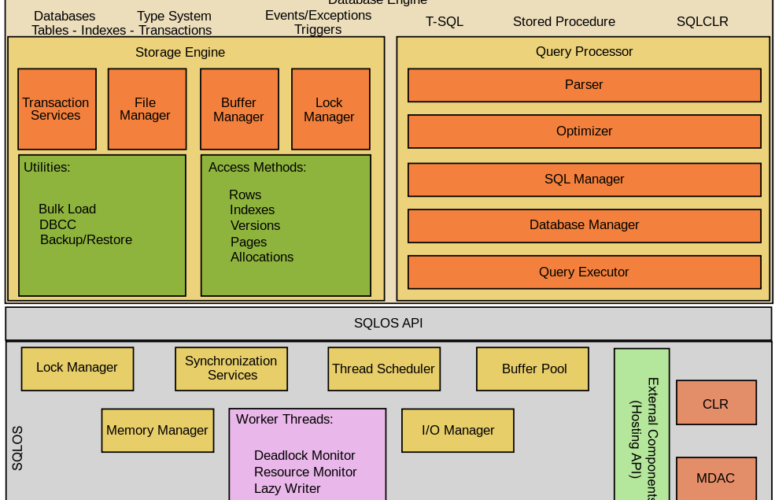 Database Engine
Databases
Type System
Events/Exceptions
T-SQL
Stored Procedure
SQLCLR
Tables - Indexes - Transactions
Triggers
Storage Engine
Transaction
Services
File
Manager
Buffer
Manager
Lock
Manager
Utilities:
Bulk Load
DBCC
Backup/Restore
Access Methods:
Rows
Indexes
Versions
Pages
Allocations
Query Processor
Parser
Optimizer
SQL Manager
Database Manager
Query Executor
SQLOS API
SQLOS
Lock Manager
Synchronization
Services
Thread Scheduler
Buffer Pool
Memory Manager
Worker Threads:
Deadlock Monitor
Resource Monitor
Lazy Writer
I/O Manager
External Components
(Hosting API)
CLR
MDAC